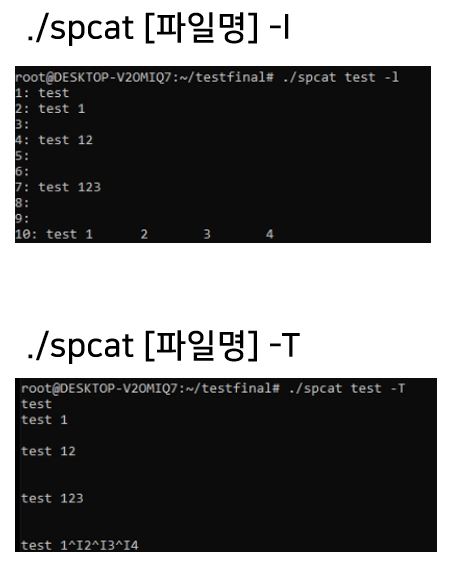 ./spcat [파일명] -l
root@DESKTOP-V2OMIQ7:~/testfinal# ./spcat test -l
1: test
2: test 1
3:
4: test 12
5:
6:
7: test 123
8:
9:
10: test 1      2       3       4
./spcat [파일명] -T
root@DESKTOP-V2OMIQ7:~/testfinal# ./spcat test -T
test
test 1
test 12
test 123
test 1^I2^I3^I4